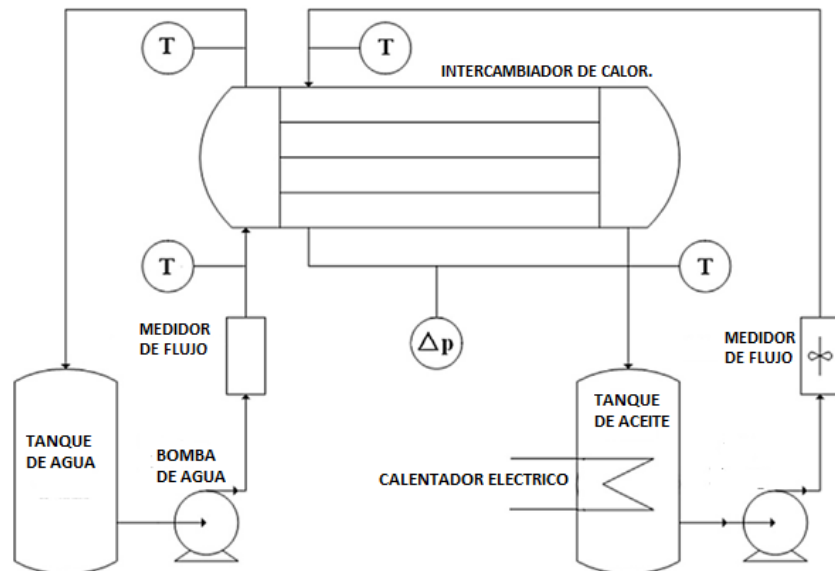 T
T
INTERCAMBIADOR DE CALOR.
T
T
Δp
MEDIDOR
DE FLUJO
MEDIDOR
DE FLUJO
TANQUE
DE AGUA
BOMBA
DE AGUA
TANQUE
DE ACEITE
CALENTADOR ELECTRICO